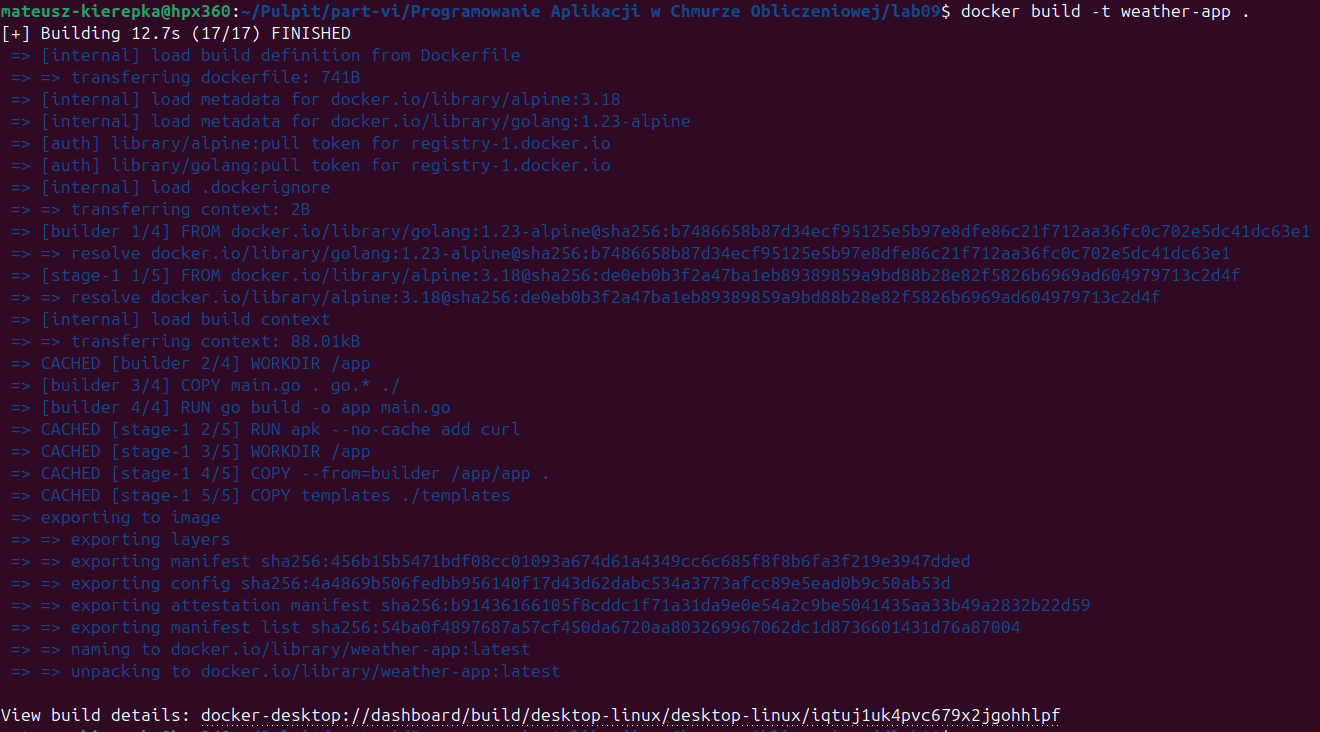 mateusz-kierepka@hpx360:~/Pulpit/part-vi/Programowanie Aplikacji w Chmurze Obliczeniowej/lab09$ docker build -t weather-app .
[+] Building 12.7s (17/17) FINISHED
=> [internal] load build definition from Dockerfile
=> => transferring dockerfile: 741B
=> [internal] load metadata for docker.io/library/alpine:3.18
=> [internal] load metadata for docker.io/library/golang:1.23-alpine
=> [auth] library/alpine:pull token for registry-1.docker.io
=> [auth] library/golang:pull token for registry-1.docker.io
=> [internal] load .dockerignore
=> => transferring context: 2B
=> [builder 1/4] FROM docker.io/library/golang:1.23-alpine@sha256:b7486658b87d34ecf95125e5b97e8dfe86c21f712aa36fc0c702e5dc41dc63e1
=> => resolve docker.io/library/golang:1.23-alpine@sha256:b7486658b87d34ecf95125e5b97e8dfe86c21f712aa36fc0c702e5dc41dc63e1
=> [stage-1 1/5] FROM docker.io/library/alpine:3.18@sha256:de0eb0b3f2a47ba1eb89389859a9bd88b28e82f5826b6969ad604979713c2d4f
=> => resolve docker.io/library/alpine:3.18@sha256:de0eb0b3f2a47ba1eb89389859a9bd88b28e82f5826b6969ad604979713c2d4f
=> [internal] load build context
=> => transferring context: 88.01kB
=> CACHED [builder 2/4] WORKDIR /app
=> [builder 3/4] COPY main.go . go.* ./
=> [builder 4/4] RUN go build -o app main.go
=> CACHED [stage-1 2/5] RUN apk --no-cache add curl
=> CACHED [stage-1 3/5] WORKDIR /app
=> CACHED [stage-1 4/5] COPY --from=builder /app/app .
=> CACHED [stage-1 5/5] COPY templates ./templates
=> exporting to image
=> => exporting layers
=> => exporting manifest sha256:456b15b5471bdf08cc01093a674d61a4349cc6c685f8f8b6fa3f219e3947dded
=> => exporting config sha256:4a4869b506fedbb956140f17d43d62dabc534a3773afcc89e5ead0b9c50ab53d
=> => exporting attestation manifest sha256:b91436166105f8cddc1f71a31da9e0e54a2c9be5041435aa33b49a2832b22d59
=> => exporting manifest list sha256:54ba0f4897687a57cf450da6720aa803269967062dc1d8736601431d76a87004
=> => naming to docker.io/library/weather-app:latest
=> => unpacking to docker.io/library/weather-app:latest
View build details: docker-desktop://dashboard/build/desktop-linux/desktop-linux/iqtuj1uk4pvc679x2jgohhlpf